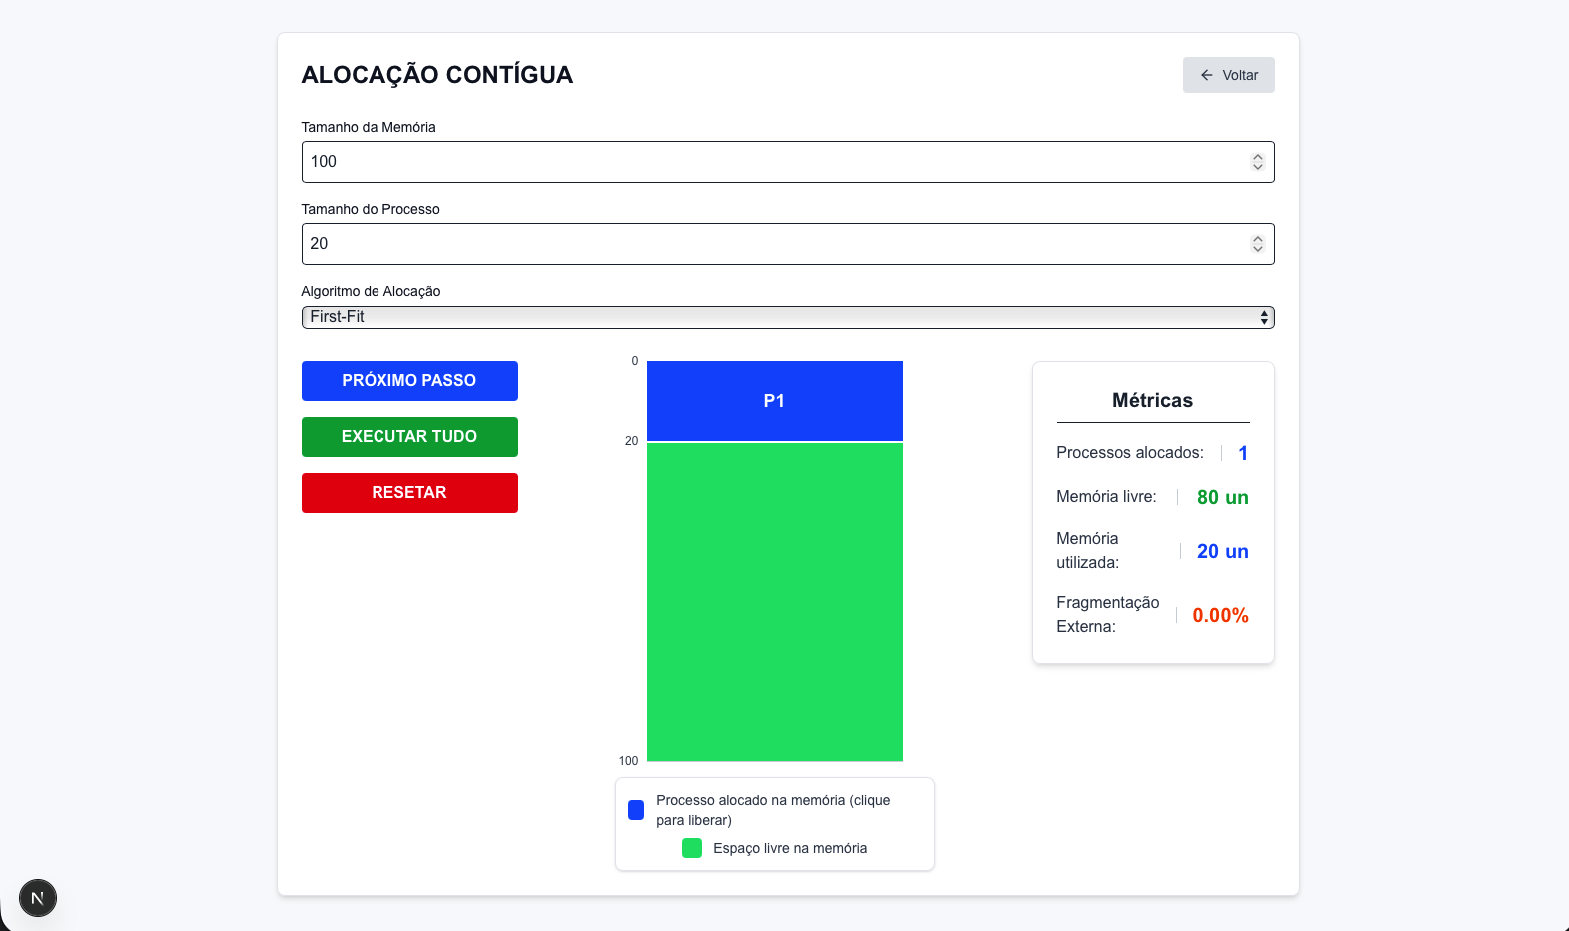 ALOCAÇÃO CONTÍGUA
Voltar
Tamanho da Memória
100
Tamanho do Processo
20
Algoritmo de Alocação
First-Fit
PRÓXIMO PASSO
EXECUTAR TUDO
RESETAR
0
P1
20
100
Processo alocado na memória (clique
para liberar)
Espaço livre na memória
Métricas
Processos alocados: 1
Memória livre: 80 un
Memória
utilizada: 20 un
Fragmentação
Externa: 0.00%
N